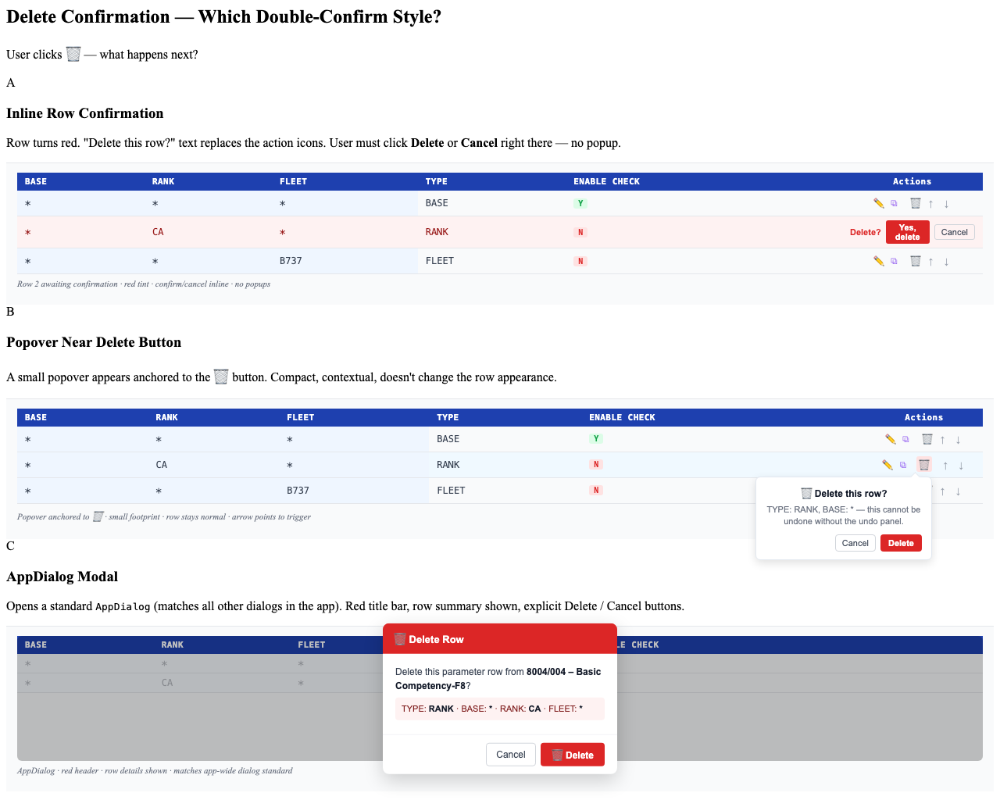 Delete Confirmation — Which Double-Confirm Style?
User clicks 🗑️ — what happens next?
A
Inline Row Confirmation
Row turns red. "Delete this row?" text replaces the action icons. User must click Delete or Cancel right there — no popup.
BASE RANK FLEET TYPE ENABLE CHECK Actions
* * * BASE Y ✏️ ⧉ 🗑️ ↑ ↓
* CA * RANK N Delete? Yes, delete Cancel
* * B737 FLEET N ✏️ ⧉ 🗑️ ↑ ↓
Row 2 awaiting confirmation · red tint · confirm/cancel inline · no popups
B
Popover Near Delete Button
A small popover appears anchored to the 🗑️ button. Compact, contextual, doesn't change the row appearance.
BASE RANK FLEET TYPE ENABLE CHECK Actions
* * * BASE Y ✏️ ⧉ 🗑️ ↑ ↓
* CA * RANK N ✏️ ⧉ 🗑️ ↑ ↓
* * B737 FLEET N ↑ ↓
🗑️ Delete this row?
TYPE: RANK, BASE: * — this cannot be
undone without the undo panel.
Cancel Delete
Popover anchored to 🗑️ · small footprint · row stays normal · arrow points to trigger
C
AppDialog Modal
Opens a standard AppDialog (matches all other dialogs in the app). Red title bar, row summary shown, explicit Delete / Cancel buttons.
BASE RANK FLEET LE CHECK
* * *
* CA *
🗑️ Delete Row
Delete this parameter row from 8004/004 – Basic
Competency-F8?
TYPE: RANK · BASE: * · RANK: CA · FLEET: *
Cancel 🗑️ Delete
AppDialog · red header · row details shown · matches app-wide dialog standard